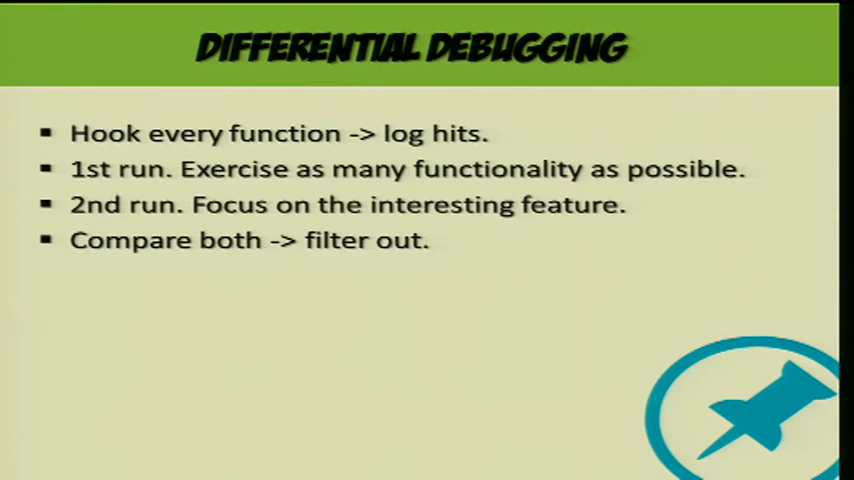 DIFFERENTIAL DEBUGGING
Hook every function -> log hits.
1st run. Exercise as many functionality as possible.
2nd run. Focus on the interesting feature.
Compare both -> filter out.